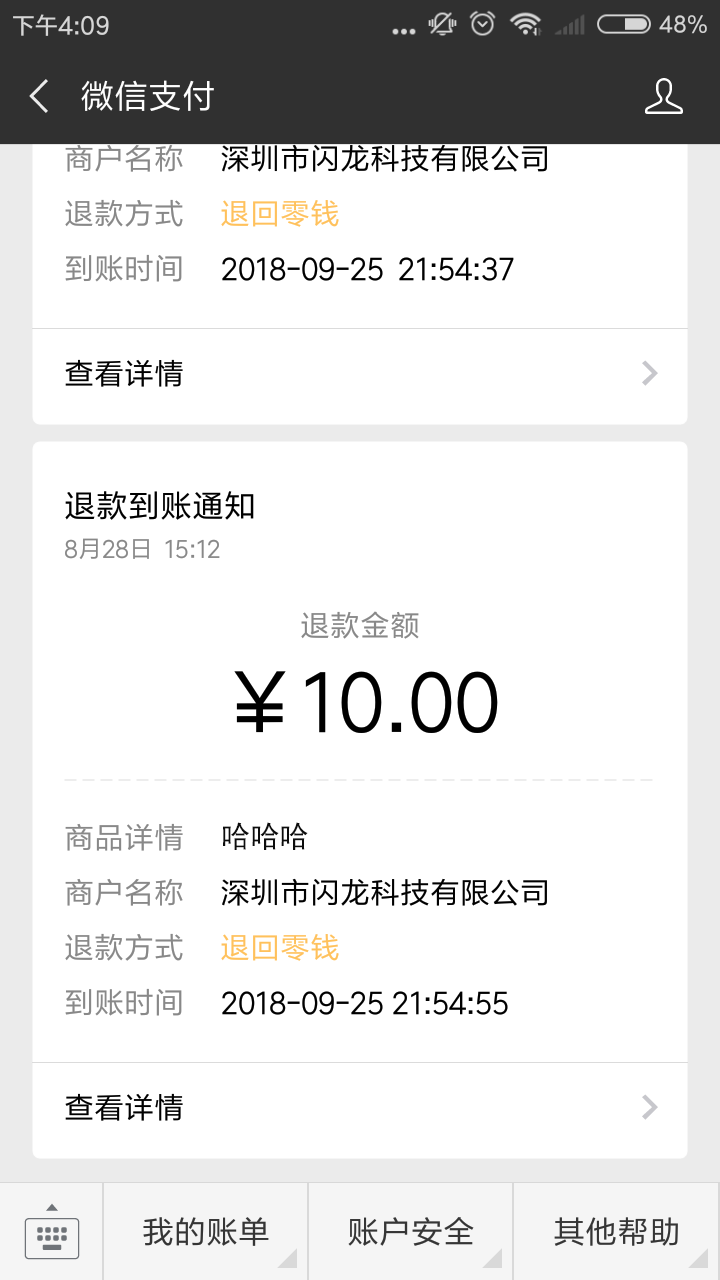 下午4:09
48%
微信支付
商户名称 深圳市闪龙科技有限公司
退款方式 退回零钱
到账时间 2018-09-25 21:54:37
查看详情
退款到账通知
8月28日 15:12
退款金额
￥10.00
商品详情 哈哈哈
商户名称 深圳市闪龙科技有限公司
退款方式 退回零钱
到账时间 2018-09-25 21:54:55
查看详情
我的账单 账户安全 其他帮助